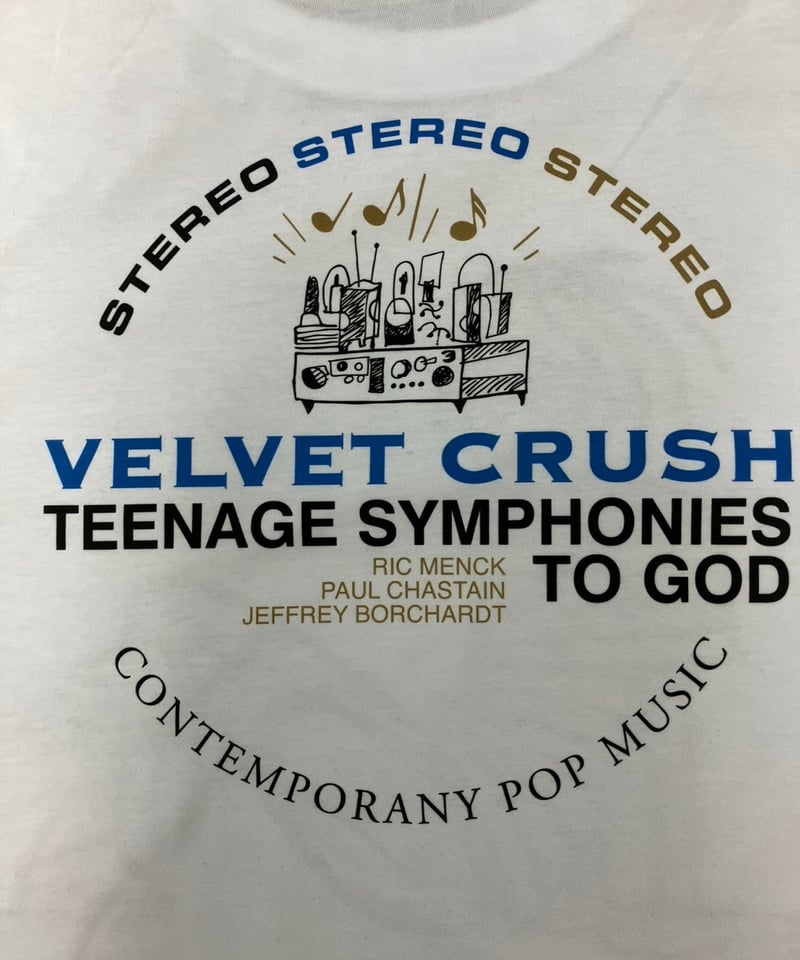 STEREO STEREO STEREO
VELVET CRUSH
TEENAGE SYMPHONIES
TO GOD
RIC MENCK
PAUL CHASTAIN
JEFFREY BORCHARDT
CONTEMPORANY POP MUSIC